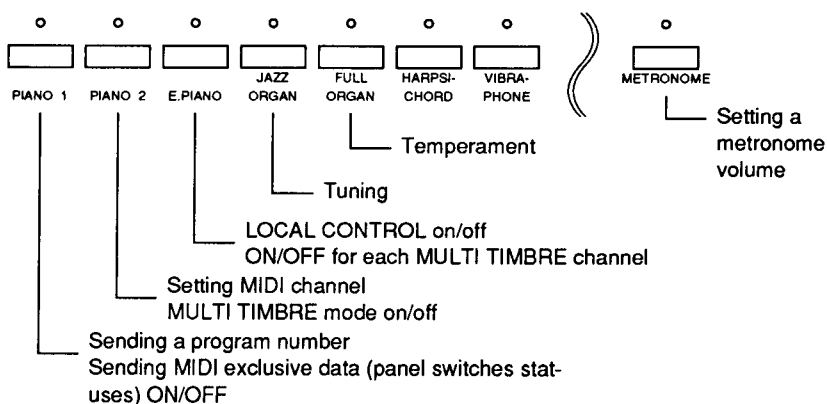 PIANO 1
PIANO 2
E.PIANO
JAZZ
ORGAN
FULL
ORGAN
HARPSI-
CHORD
VIBRA-
PHONE
METRONOME
Setting a
metronome
volume
Temperament
Tuning
LOCAL CONTROL on/off
ON/OFF for each MULTI TIMBRE channel
Setting MIDI channel
MULTI TIMBRE mode on/off
Sending a program number
Sending MIDI exclusive data (panel switches stat-
uses) ON/OFF